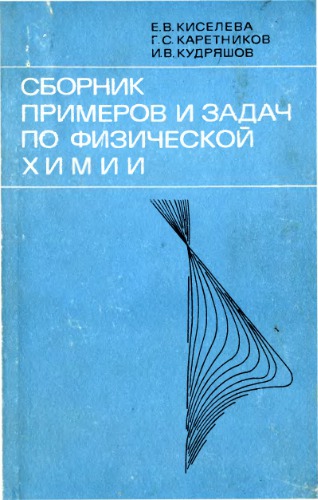 Е.В.КИСЕЛЕВА
Г.С.КАРЕТНИКОВ
И.В.КУДРЯШОВ
СБОРНИК
ПРИМЕРОВ И ЗАДАЧ
ПО ФИЗИЧЕСКОЙ
ХИМИИ